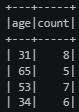 +---+-----+
|age|count|
+---+-----+
| 31|    8|
| 65|    5|
| 53|    7|
| 34|    6|